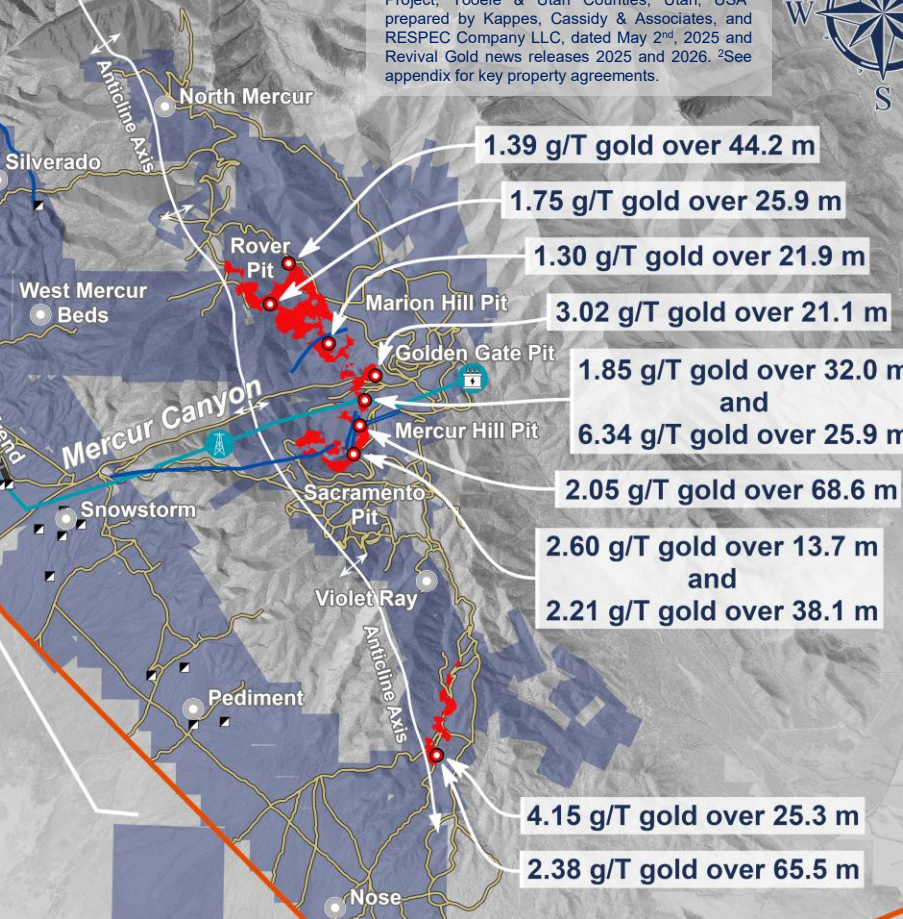 Project, Tooele & Utah Counties, Utah, USA
prepared by Kappes, Cassidy & Associates, and
RESPEC Company LLC, dated May 2nd, 2025 and
Revival Gold news releases 2025 and 2026. ²See
appendix for key property agreements.
W
S
North Mercur
Anticline Axis
Silverado
1.39 g/T gold over 44.2 m
1.75 g/T gold over 25.9 m
Rover
Pit
1.30 g/T gold over 21.9 m
West Mercur
Beds
Marion Hill Pit
3.02 g/T gold over 21.1 m
Golden Gate Pit
1.85 g/T gold over 32.0 m
and
6.34 g/T gold over 25.9 m
Mercur Canyon
Mercur Hill Pit
2.05 g/T gold over 68.6 m
Sacramento
Pit
Snowstorm
2.60 g/T gold over 13.7 m
and
2.21 g/T gold over 38.1 m
Violet Ray
Anticline Axis
Pediment
4.15 g/T gold over 25.3 m
2.38 g/T gold over 65.5 m
Nose